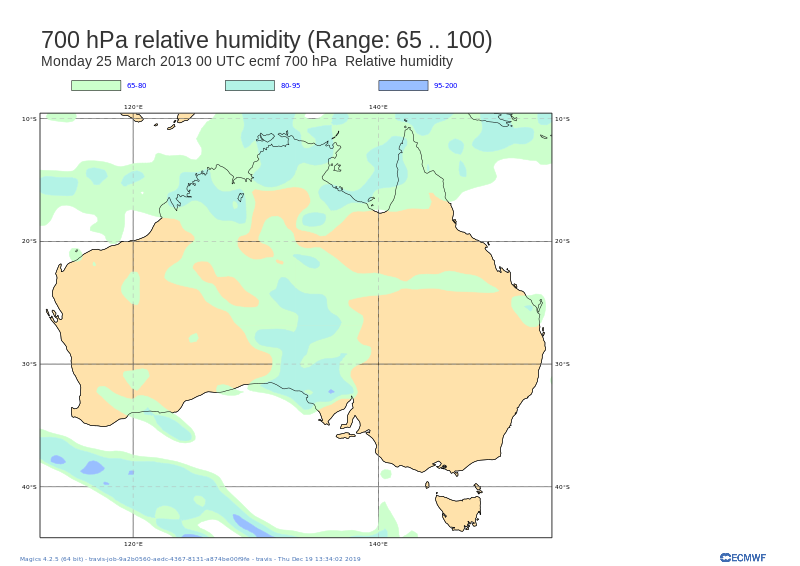 700 hPa relative humidity (Range: 65 .. 100)
Monday 25 March 2013 00 UTC ecmf 700 hPa  Relative humidity
65-80 80-95 95-200
120°E 140°E
10°S 10°S
20°S 20°S
30°S 30°S
40°S 40°S
120°E 140°E
Magics 4.2.5 (64 bit) - travis-job-9a2b0560-aedc-4367-8131-a874be00f9fe - travis - Thu Dec 19 13:34:02 2019
ECMWF